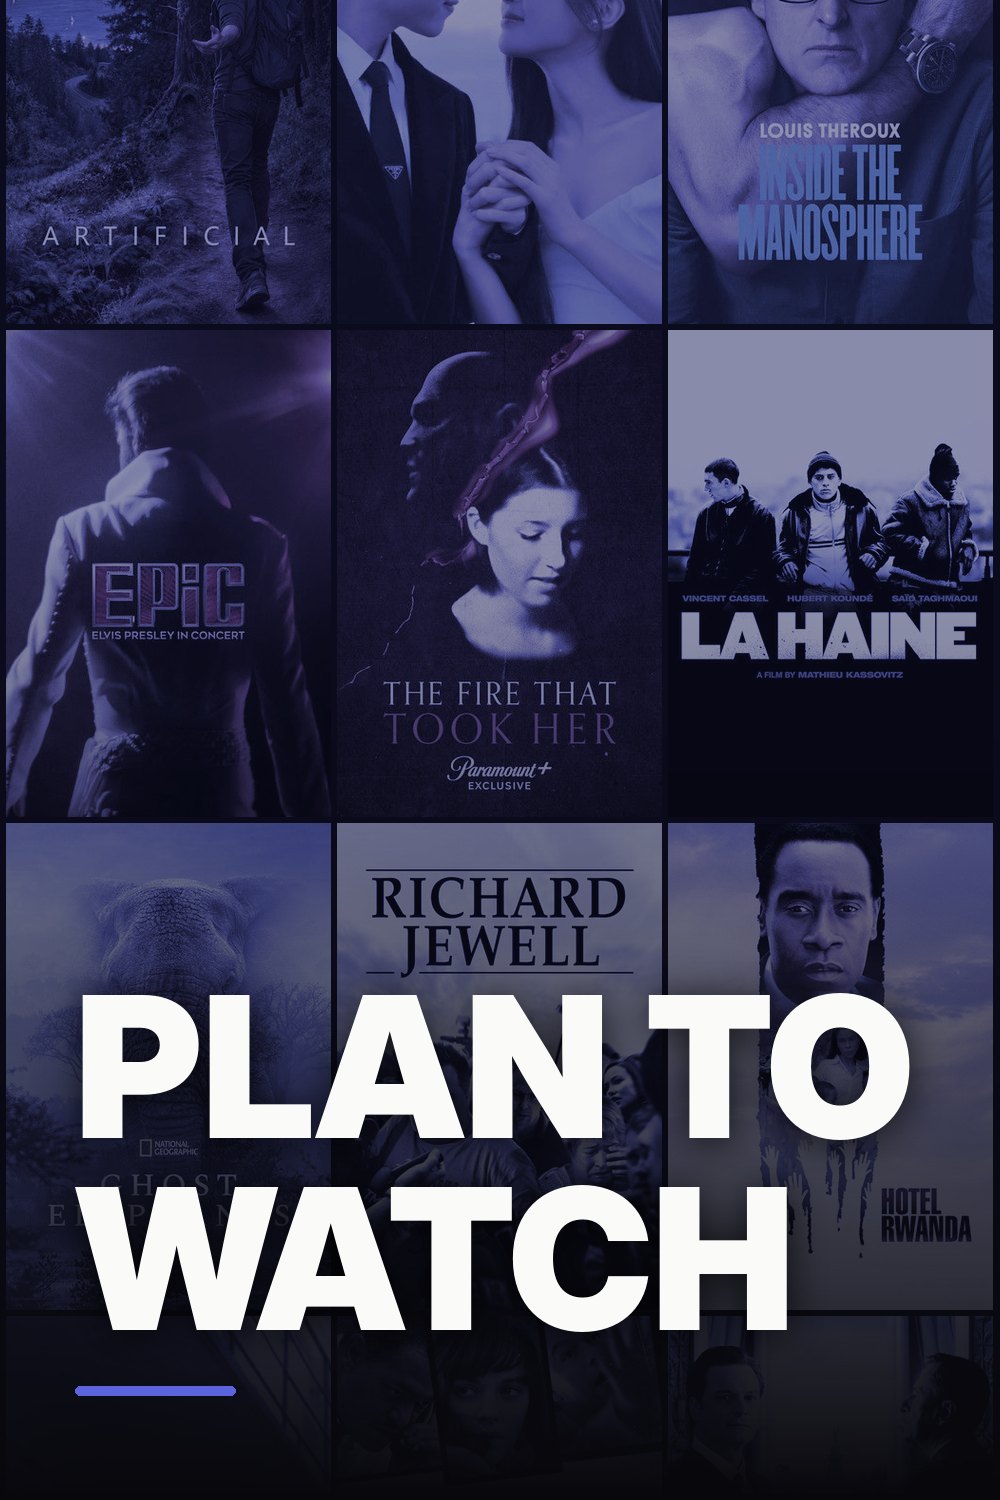 ARTIFICIAL
LOUIS THEROUX
INSIDE THE
MANOSPHERE
EPiC
ELVIS PRESLEY IN CONCERT
THE FIRE THAT
TOOK HER
Paramount+
EXCLUSIVE
VINCENT CASSEL HUBERT KOUNDÉ SAÏD TAGHMAOUI
LA HAINE
A FILM BY MATHIEU KASSOVITZ
RICHARD
JEWELL
NATIONAL
GEOGRAPHIC
GHOST
HOTEL
RWANDA
PLAN TO
WATCH